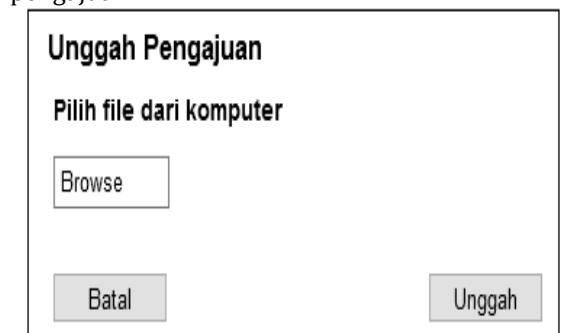 Unggah Pengajuan
Pilih file dari komputer
Browse
Batal Unggah